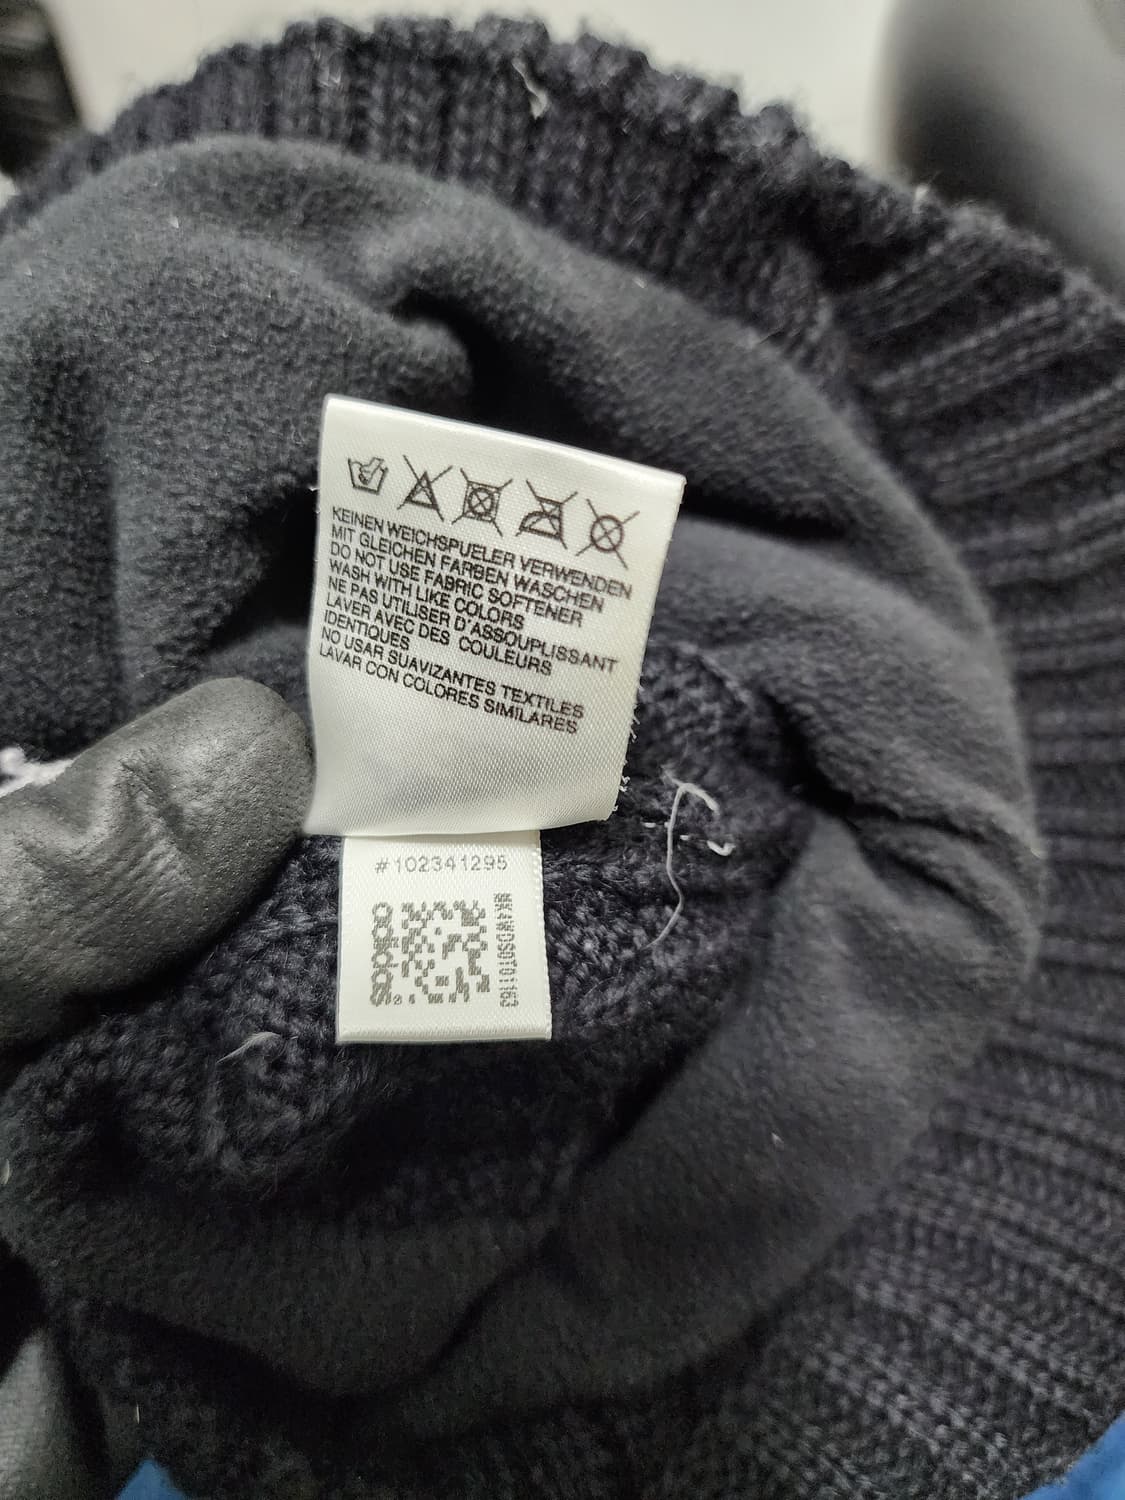 KEINEN WEICHSPUELER VERWENDEN
MIT GLEICHEN FARBEN WASCHEN
DO NOT USE FABRIC SOFTENER
WASH WITH LIKE COLORS
NE PAS UTILISER D'ASSOUPLISSANT
LAVER AVEC DES COULEURS
IDENTIQUES
NO USAR SUAVIZANTES TEXTILES
LAVAR CON COLORES SIMILARES
#102341295